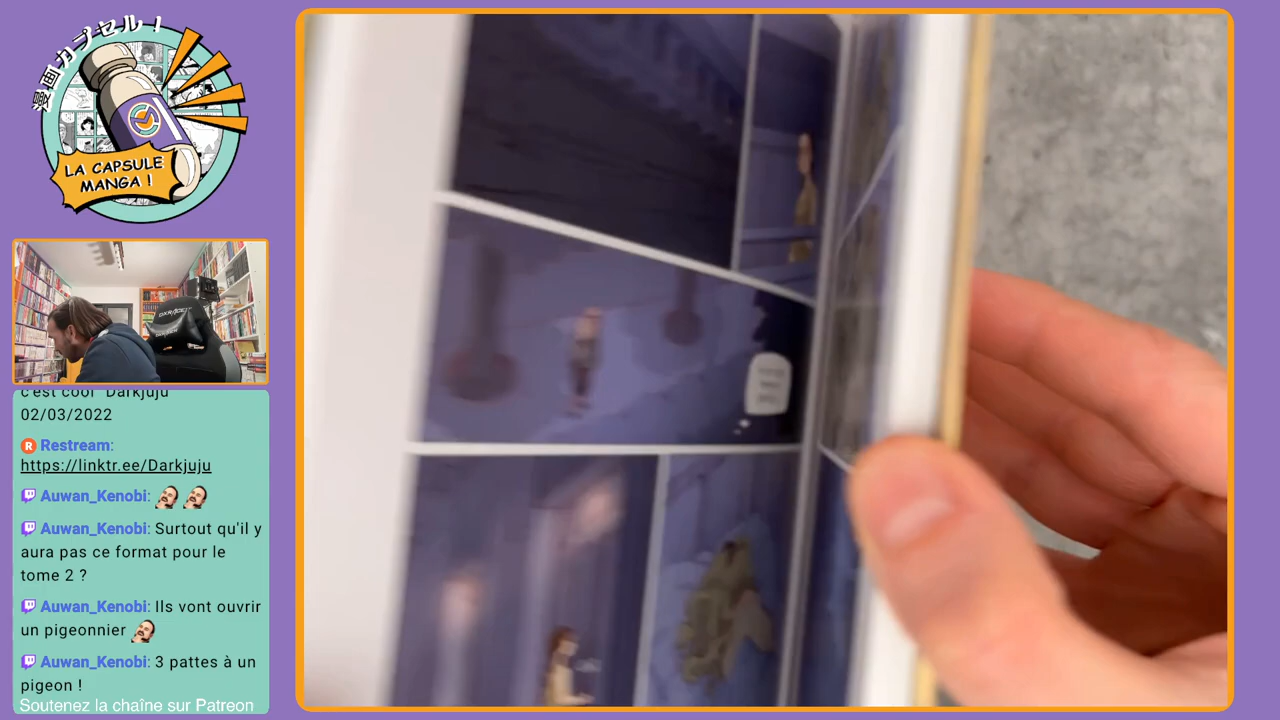 漫画カプセル！
LA CAPSULE
MANGA !
c'est cool" Darkjuju
02/03/2022
Restream:
https://linktr.ee/Darkjuju
Auwan_Kenobi:
Auwan_Kenobi: Surtout qu'il y
aura pas ce format pour le
tome 2 ?
Auwan_Kenobi: Ils vont ouvrir
un pigeonnier
Auwan_Kenobi: 3 pattes à un
pigeon !
Soutenez la chaîne sur Patreon